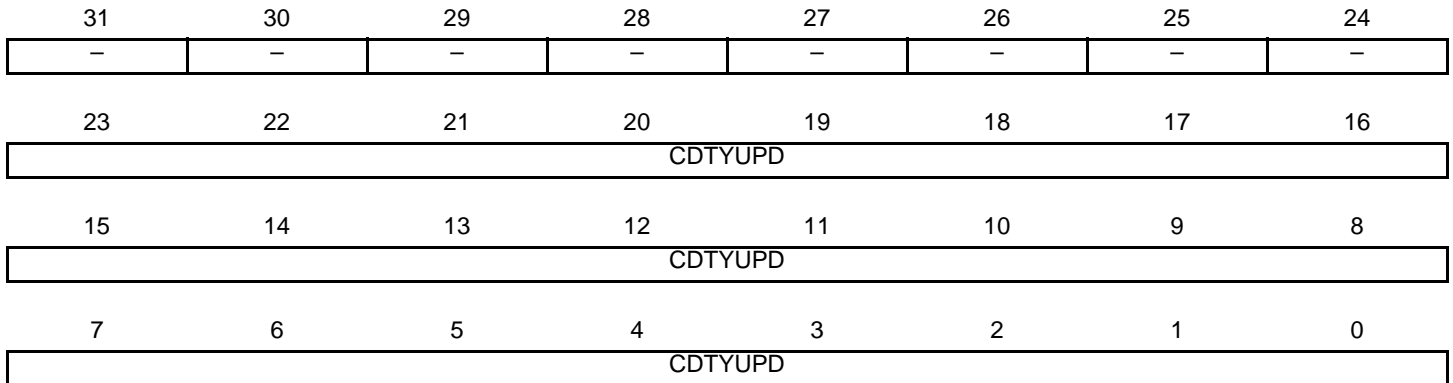 31 30 29 28 27 26 25 24
– – – – – – – –
23 22 21 20 19 18 17 16
CDTYUPD
15 14 13 12 11 10 9 8
CDTYUPD
7 6 5 4 3 2 1 0
CDTYUPD